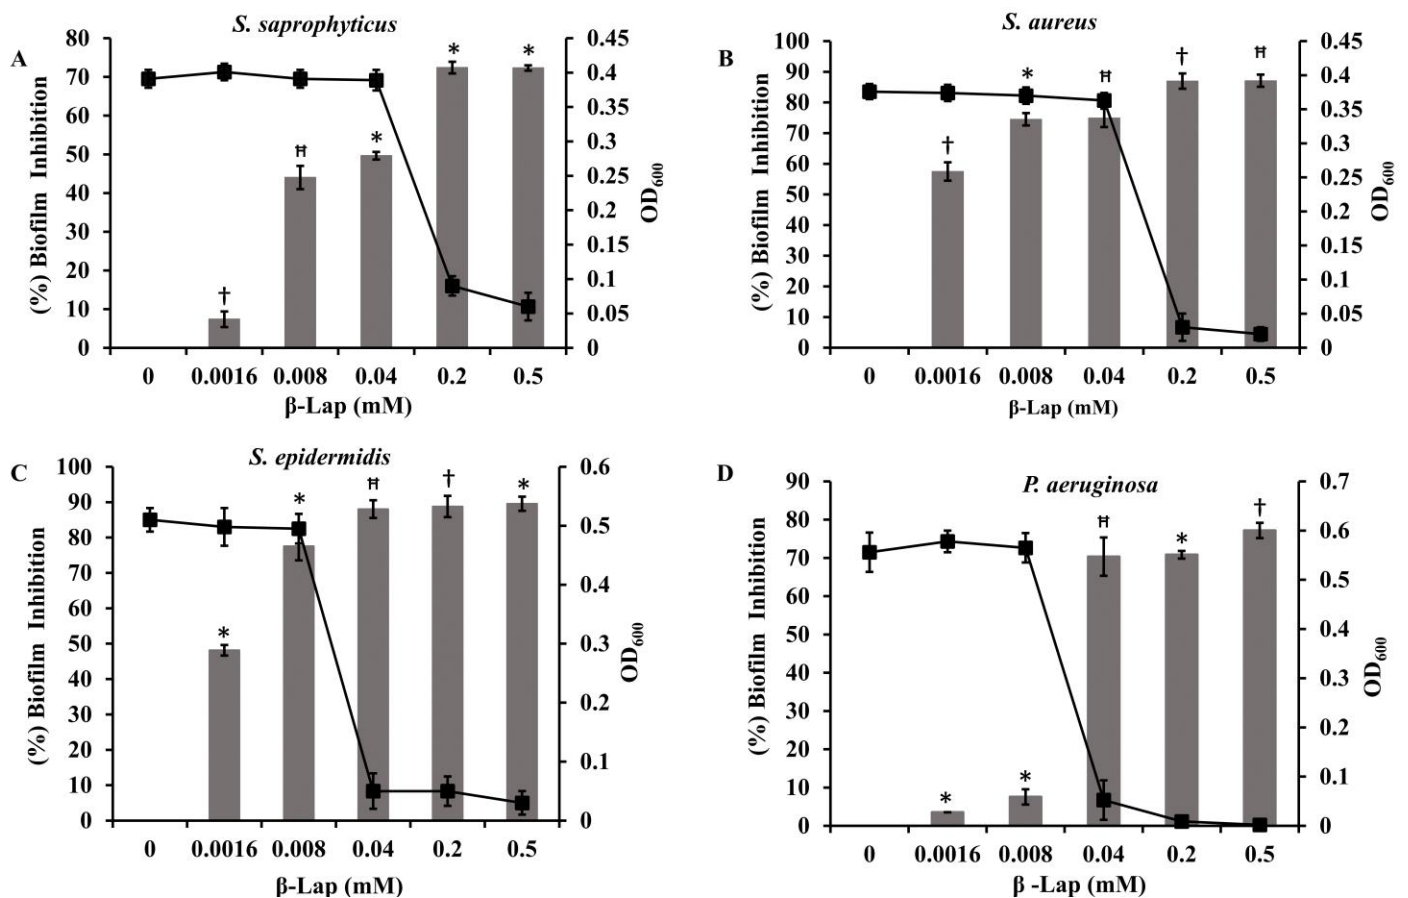 A
S. saprophyticus
80
70
60
50
40
30
20
10
0
(%) Biofilm Inhibition
† ħ * * *
0.45
0.4
0.35
0.3
0.25
0.2
0.15
0.1
0.05
0
OD600
0 0.0016 0.008 0.04 0.2 0.5
β-Lap (mM)
B
S. aureus
100
90
80
70
60
50
40
30
20
10
0
(%) Biofilm Inhibition
† * ħ † ħ
0.45
0.4
0.35
0.3
0.25
0.2
0.15
0.1
0.05
0
OD600
0 0.0016 0.008 0.04 0.2 0.5
β-Lap (mM)
C
S. epidermidis
100
90
80
70
60
50
40
30
20
10
0
(%) Biofilm Inhibition
* * ħ † *
0.6
0.5
0.4
0.3
0.2
0.1
0
OD600
0 0.0016 0.008 0.04 0.2 0.5
β-Lap (mM)
D
P. aeruginosa
90
80
70
60
50
40
30
20
10
0
(%) Biofilm Inhibition
* * ħ * †
0.7
0.6
0.5
0.4
0.3
0.2
0.1
0
OD600
0 0.0016 0.008 0.04 0.2 0.5
β -Lap (mM)